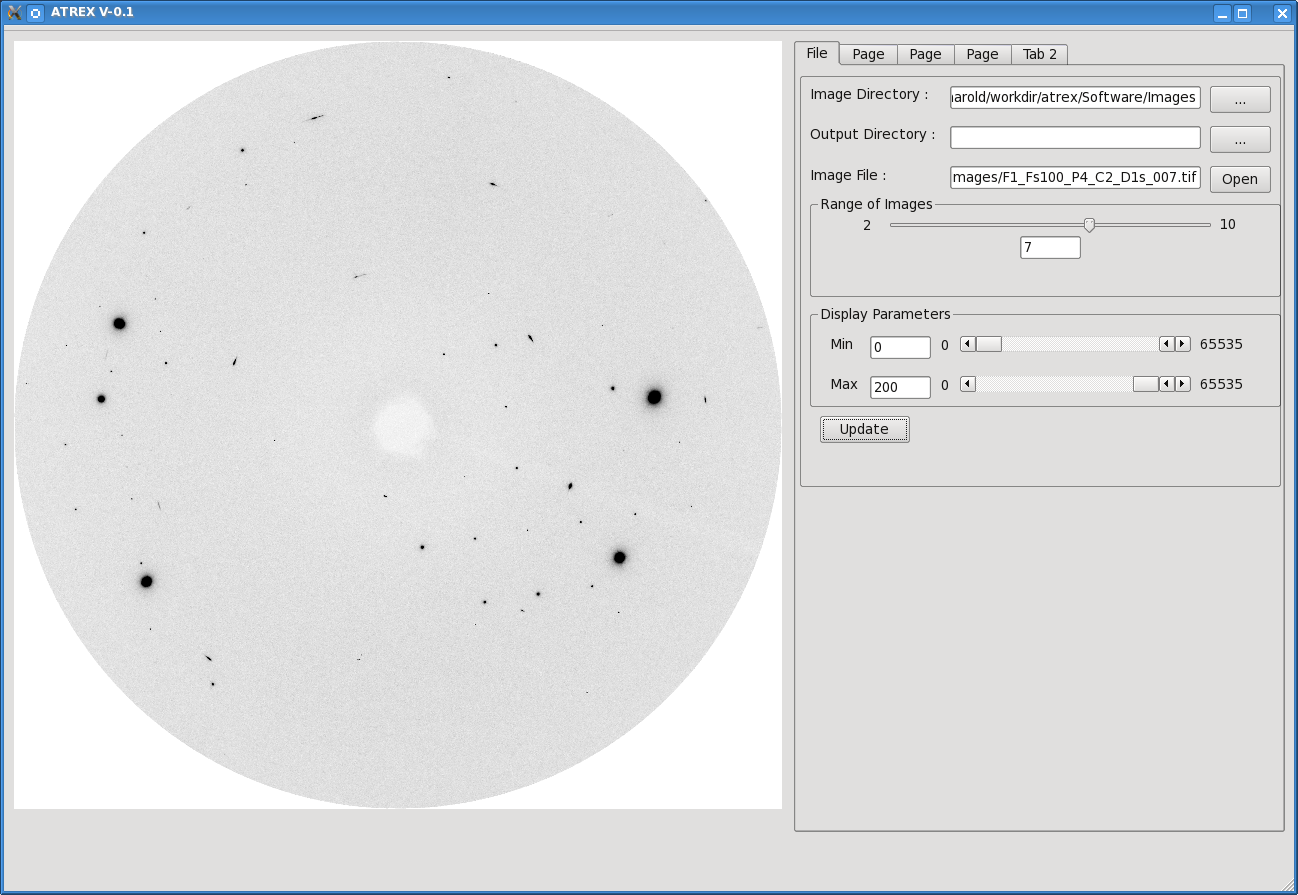 ATREX V-0.1
File Page Page Page Tab 2
Image Directory : arold/workdir/atrex/Software/Images ...
Output Directory : ...
Image File : mages/F1_Fs100_P4_C2_D1s_007.tif Open
Range of Images
2 10
7
Display Parameters
Min 0 0 65535
Max 200 0 65535
Update